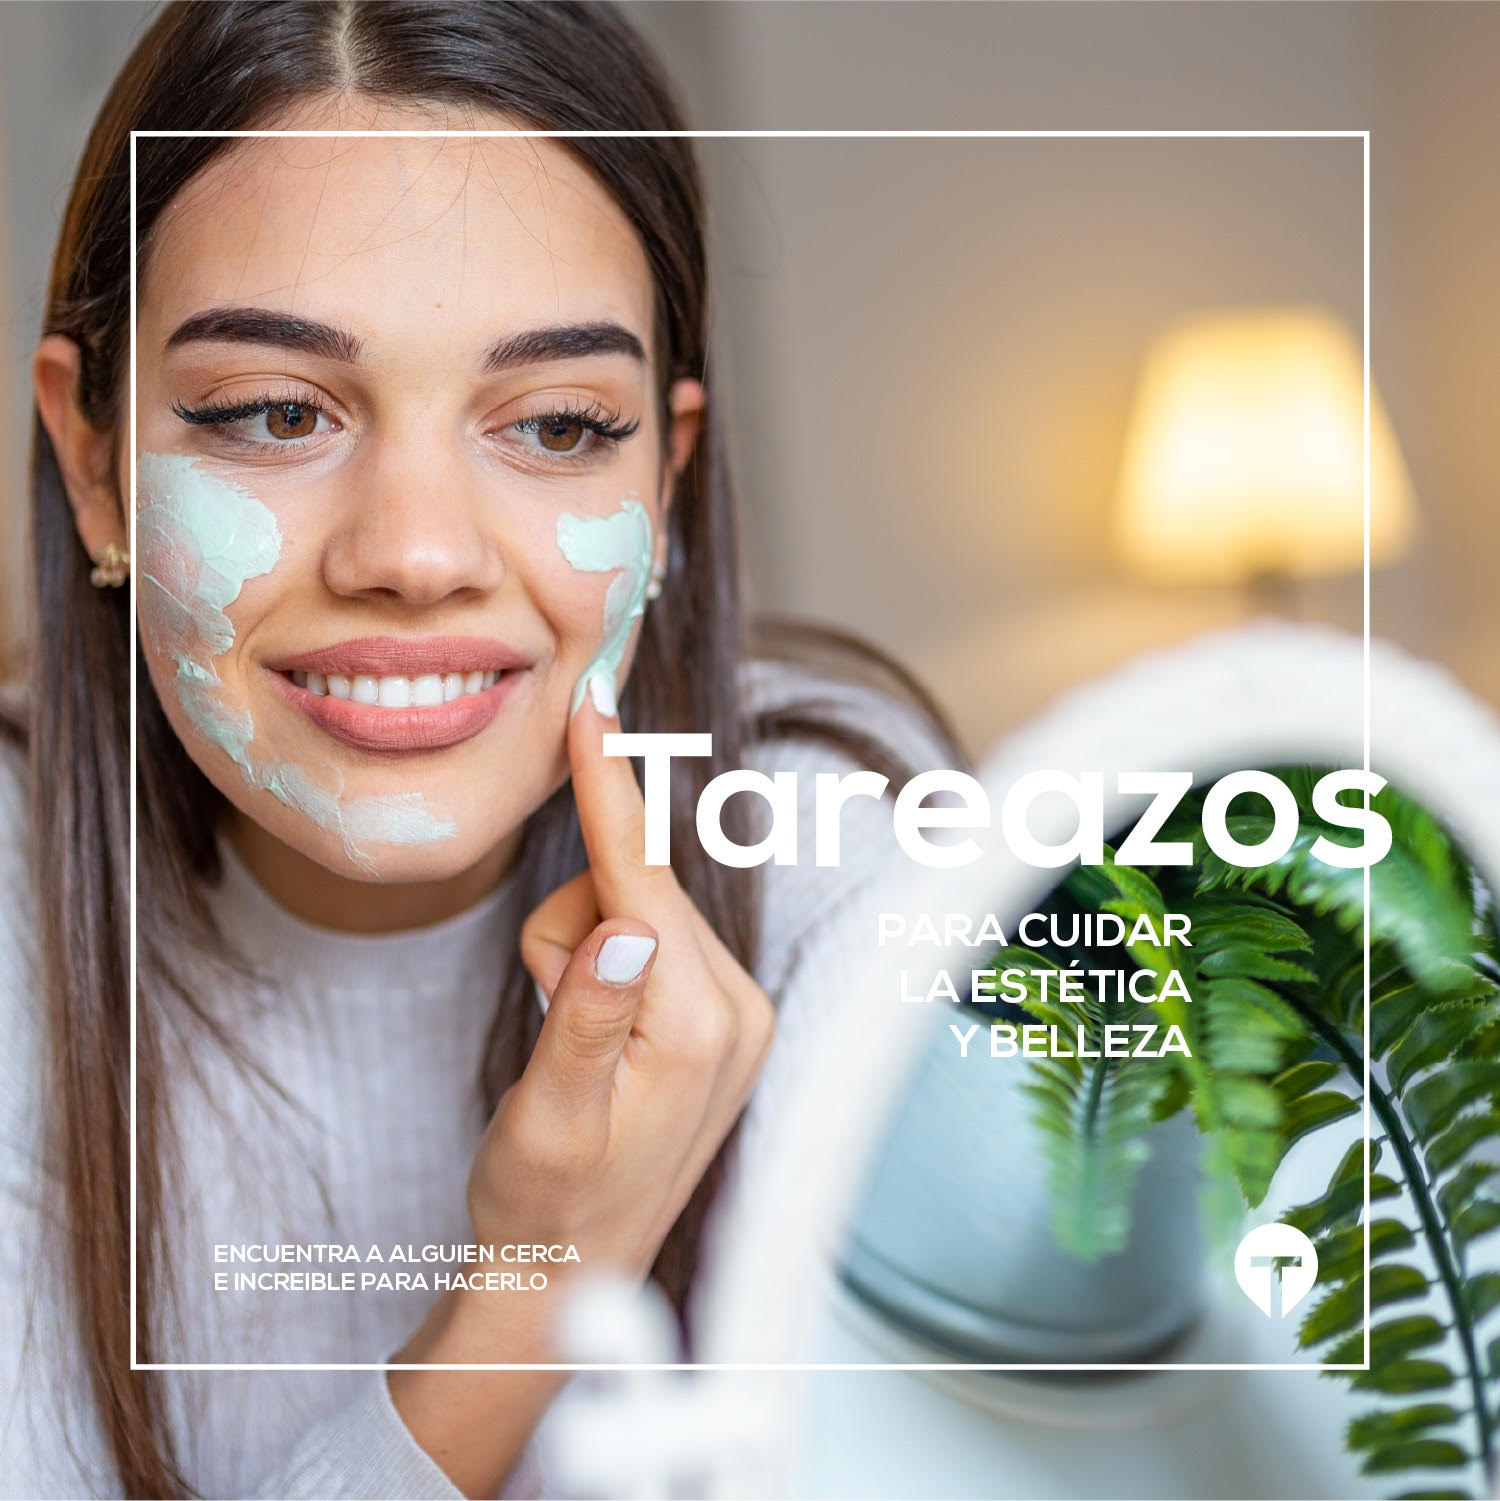 Tareazos
PARA CUIDAR
LA ESTÉTICA
Y BELLEZA
ENCUENTRA A ALGUIEN CERCA
E INCREIBLE PARA HACERLO
T